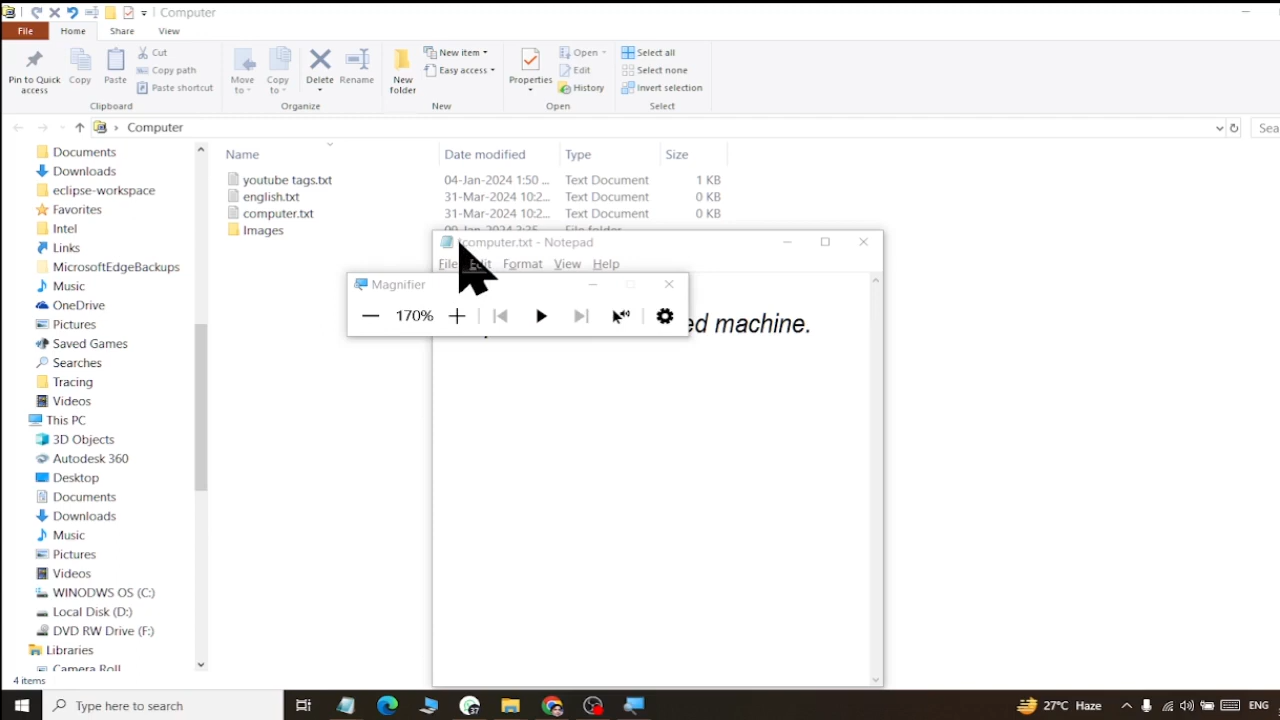 Computer
File Home Share View
Pin to Quick access
Copy
Paste
Cut
Copy path
Paste shortcut
Clipboard
Move to
Copy to
Delete
Rename
Organize
New folder
New item
Easy access
New
Properties
Open
Edit
History
Open
Select all
Select none
Invert selection
Select
Computer
Sea
Name Date modified Type Size
youtube tags.txt 04-Jan-2024 1:50 ... Text Document 1 KB
english.txt 31-Mar-2024 10:2... Text Document 0 KB
computer.txt 31-Mar-2024 10:2... Text Document 0 KB
Images
Documents
Downloads
eclipse-workspace
Favorites
Intel
Links
MicrosoftEdgeBackups
Music
OneDrive
Pictures
Saved Games
Searches
Tracing
Videos
This PC
3D Objects
Autodesk 360
Desktop
Documents
Downloads
Music
Pictures
Videos
WINODWS OS (C:)
Local Disk (D:)
DVD RW Drive (F:)
Libraries
Camera Roll
4 items
computer.txt - Notepad
File Edit Format View Help
Magnifier
170%
ed machine.
Type here to search
27°C Haze
ENG